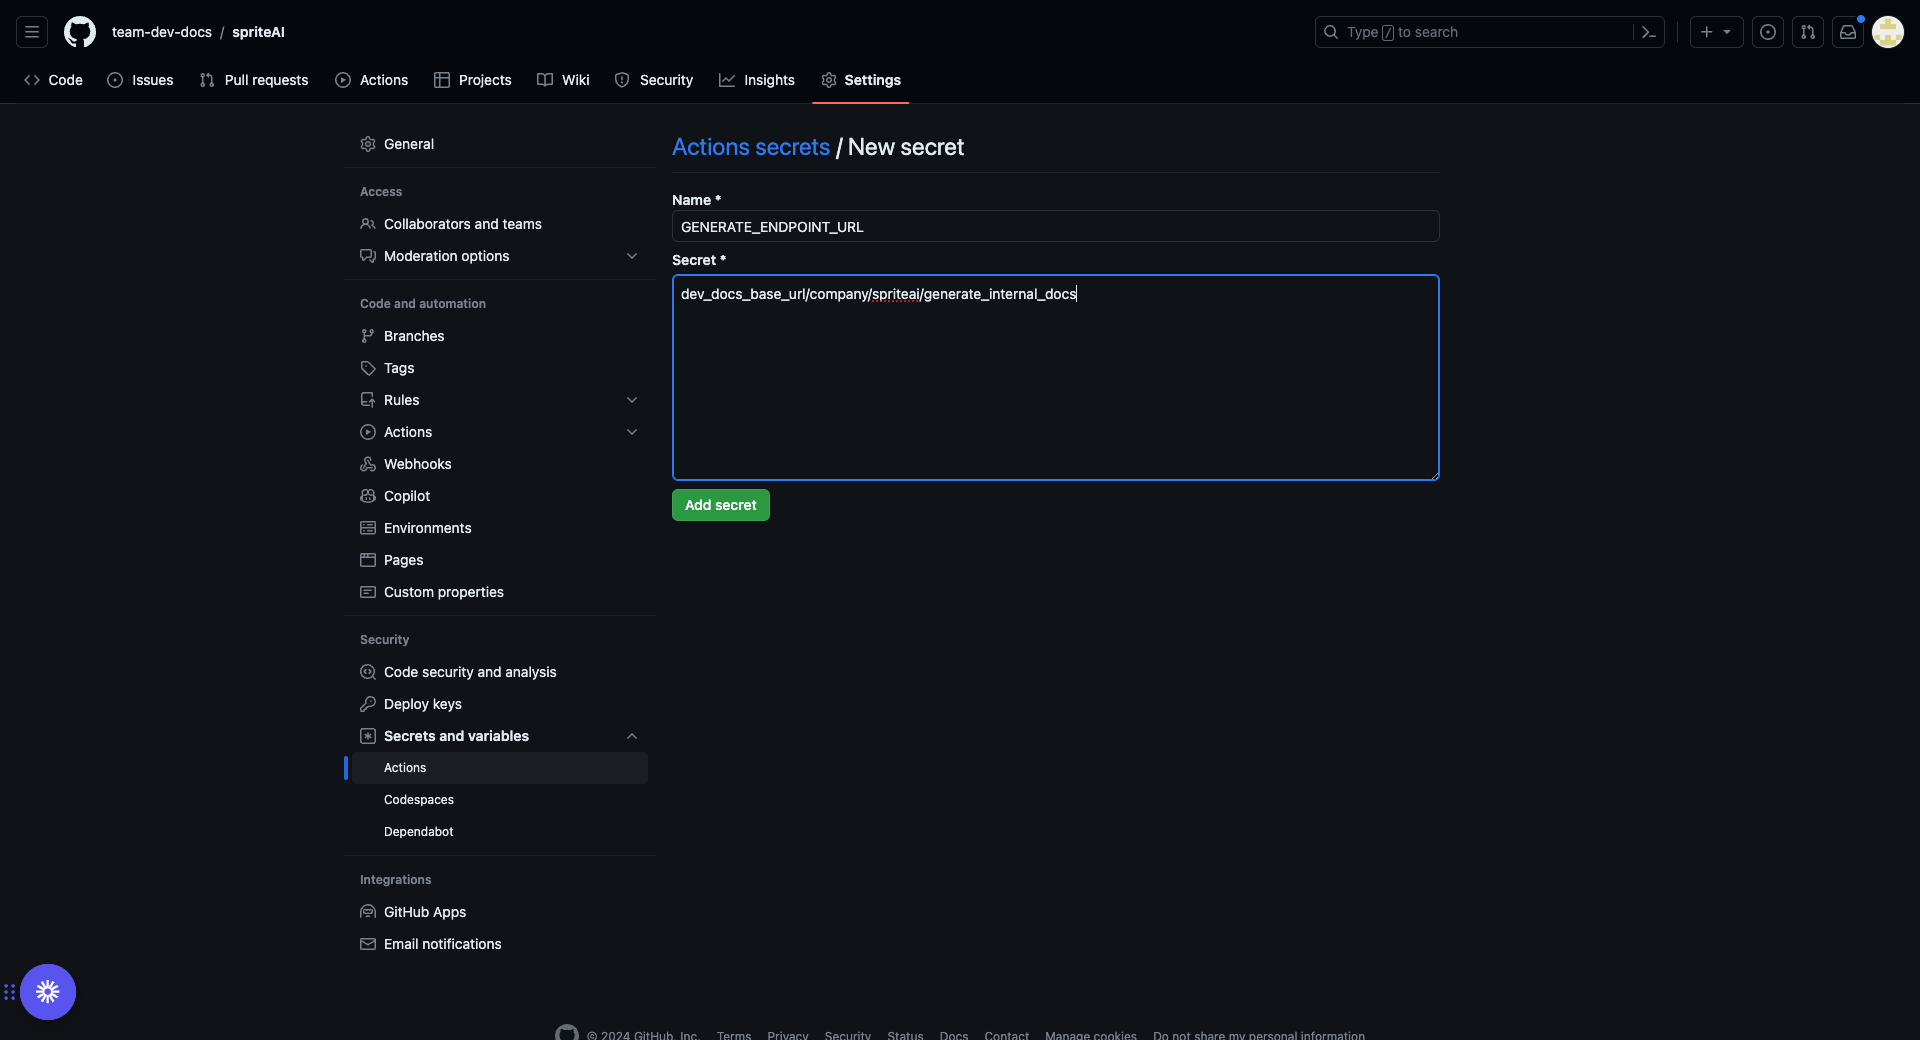 team-dev-docs / spriteAI
Type / to search
Code Issues Pull requests Actions Projects Wiki Security Insights Settings
General
Access
Collaborators and teams
Moderation options
Code and automation
Branches
Tags
Rules
Actions
Webhooks
Copilot
Environments
Pages
Custom properties
Security
Code security and analysis
Deploy keys
Secrets and variables
Actions
Codespaces
Dependabot
Integrations
GitHub Apps
Email notifications
Actions secrets / New secret
Name *
GENERATE_ENDPOINT_URL
Secret *
dev_docs_base_url/company/spriteai/generate_internal_docs
Add secret
© 2024 GitHub, Inc. Terms Privacy Security Status Docs Contact Manage cookies Do not share my personal information